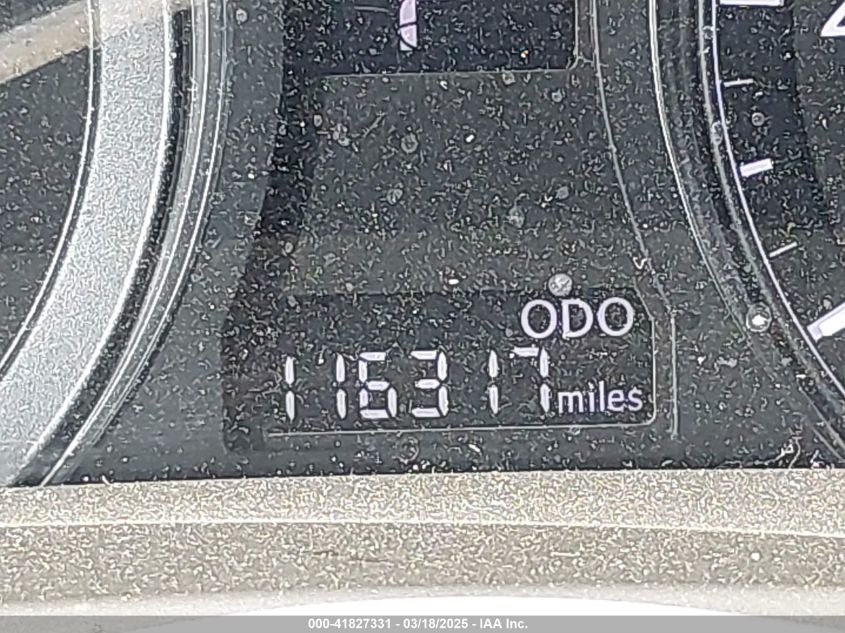 ODO
116317 miles
000-41827331 - 03/18/2025 - IAA Inc.